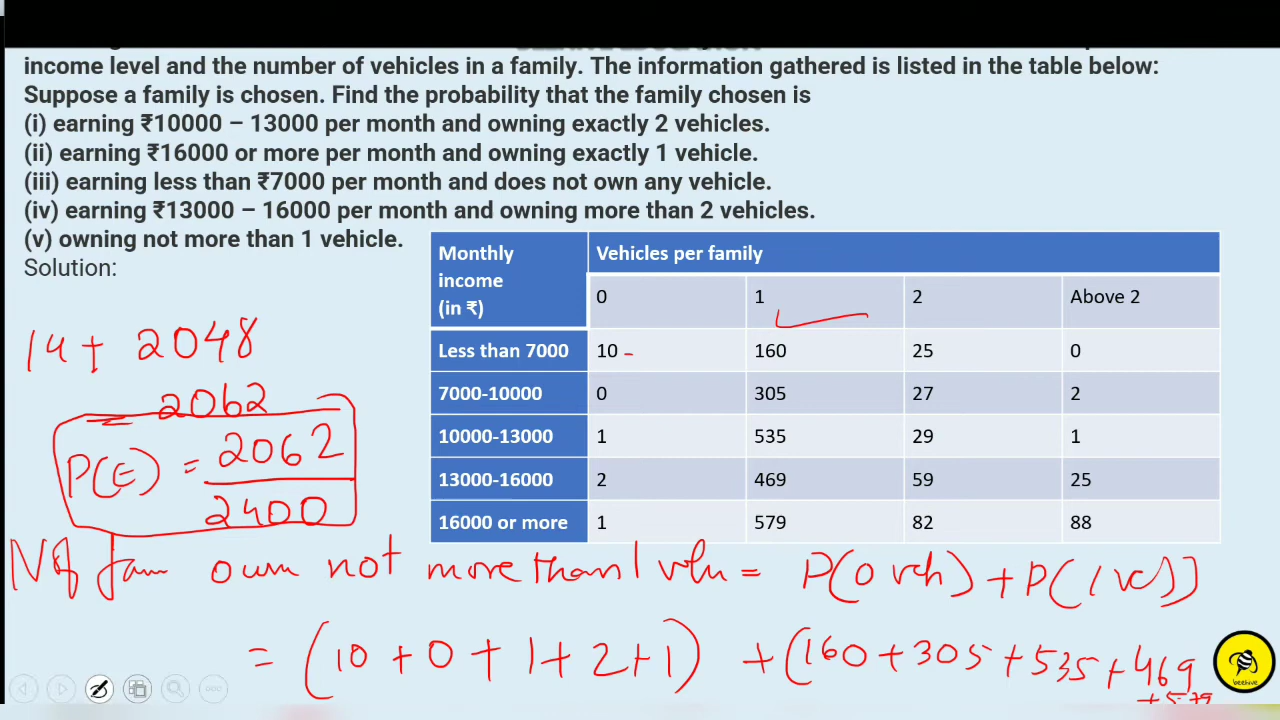 income level and the number of vehicles in a family. The information gathered is listed in the table below:
Suppose a family is chosen. Find the probability that the family chosen is
(i) earning ₹10000 – 13000 per month and owning exactly 2 vehicles.
(ii) earning ₹16000 or more per month and owning exactly 1 vehicle.
(iii) earning less than ₹7000 per month and does not own any vehicle.
(iv) earning ₹13000 – 16000 per month and owning more than 2 vehicles.
(v) owning not more than 1 vehicle.
Solution:
Monthly income (in ₹) Vehicles per family
0 1 2 Above 2
Less than 7000 10 160 25 0
7000-10000 0 305 27 2
10000-13000 1 535 29 1
13000-16000 2 469 59 25
16000 or more 1 579 82 88
14+ 2048
= 2062
P(E) = 2062
2400
own not more than 1 = P(0 veh) + P(1
= (10 + 0 + 1 + 2 + 1) + (160 + 305 + 535 + 469
+ 579
beehive